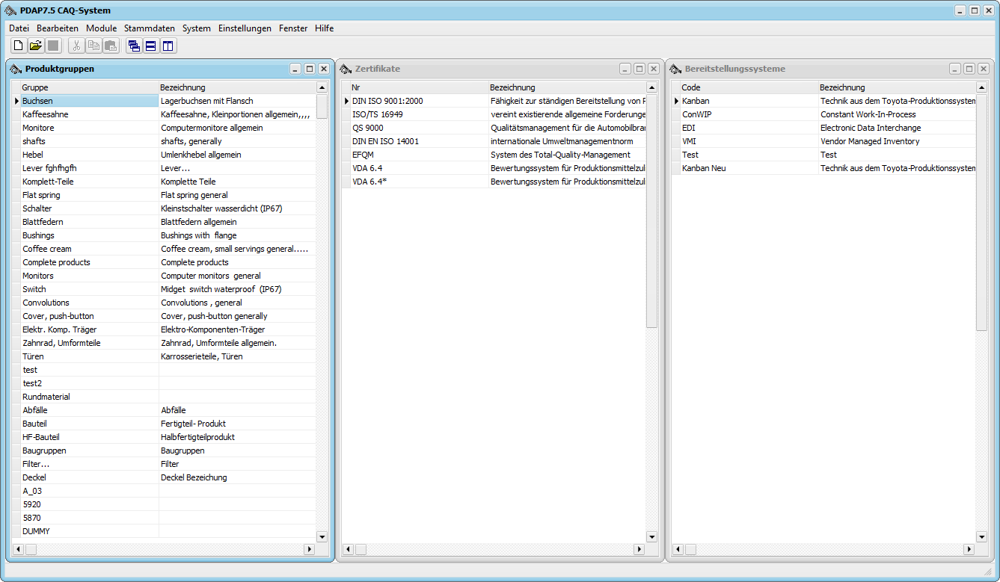 PDAP7.5 CAQ-System
Datei Bearbeiten Module Stammdaten System Einstellungen Fenster Hilfe
Produktgruppen
Gruppe Bezeichnung
Buchsen Lagerbuchsen mit Flansch
Kaffeesahne Kaffeesahne, Kleinportionen allgemein,,,,
Monitore Computermonitore allgemein
shafts shafts, generally
Hebel Umlenkhebel allgemein
Lever fghfhgfh Lever...
Komplett-Teile Komplette Teile
Flat spring Flat spring general
Schalter Kleinstschalter wasserdicht (IP67)
Blattfedern Blattfedern allgemein
Bushings Bushings with flange
Coffee cream Coffee cream, small servings general.....
Complete products Complete products
Monitors Computer monitors general
Switch Midget switch waterproof (IP67)
Convolutions Convolutions , general
Cover, push-button Cover, push-button generally
Elektr. Komp. Träger Elektro-Komponenten-Träger
Zahnrad, Umformteile Zahnrad, Umformteile allgemein.
Türen Karrosserieteile, Türen
test
test2
Rundmaterial
Abfälle Abfälle
Bauteil Fertigteil- Produkt
HF-Bauteil Halbfertigteilprodukt
Baugruppen Baugruppen
Filter... Filter
Deckel Deckel Bezeichung
A_03
5920
5870
DUMMY
Zertifikate
Nr Bezeichnung
DIN ISO 9001:2000 Fähigkeit zur ständigen Bereitstellung von P
ISO/TS 16949 vereint existierende allgemeine Forderunge
QS 9000 Qualitätsmanagement für die Automobilbran
DIN EN ISO 14001 internationale Umweltmanagementnorm
EFQM System des Total-Quality-Management
VDA 6.4 Bewertungssystem für Produktionsmittelzul
VDA 6.4* Bewertungssystem für Produktionsmittelzul
Bereitstellungssysteme
Code Bezeichnung
Kanban Technik aus dem Toyota-Produktionssystem
ConWIP Constant Work-In-Process
EDI Electronic Data Interchange
VMI Vendor Managed Inventory
Test Test
Kanban Neu Technik aus dem Toyota-Produktionssystem